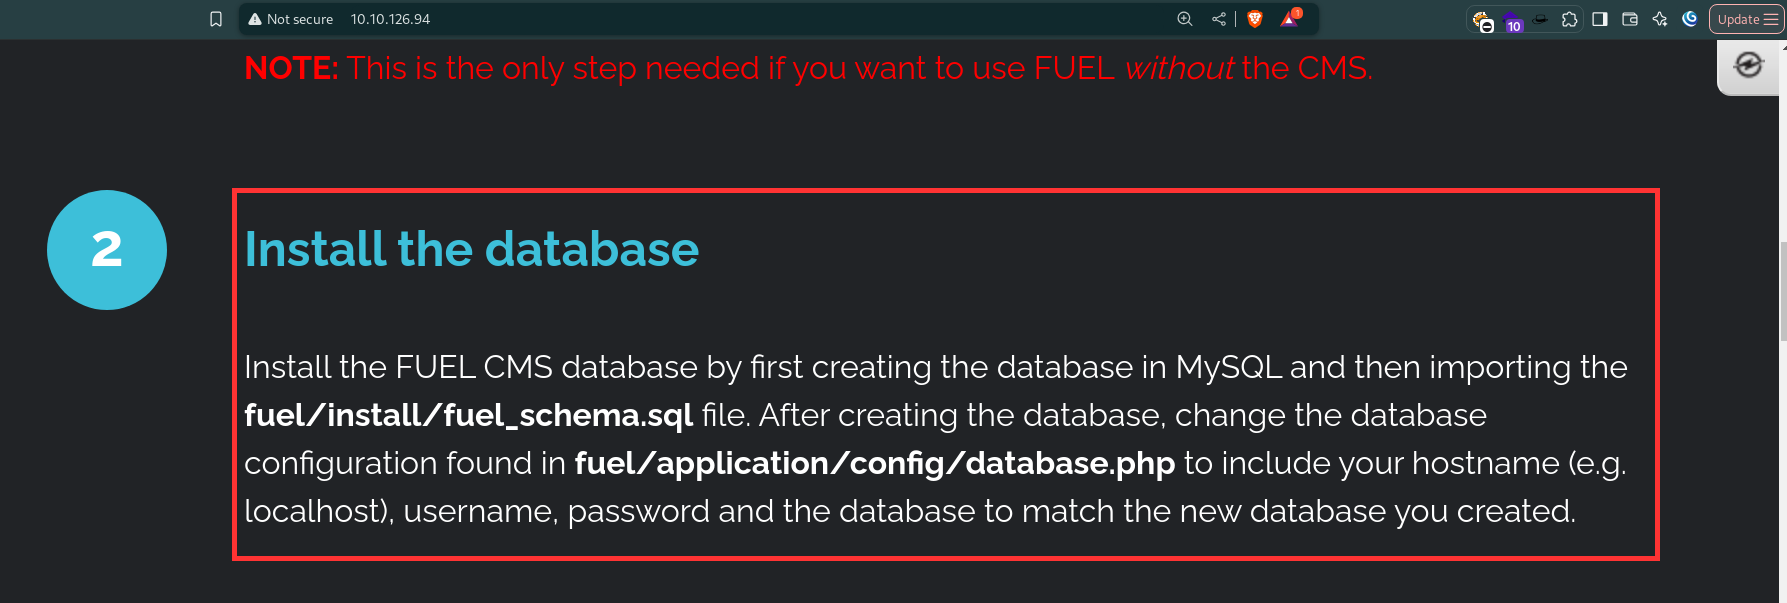 Not secure 10.10.126.94 1 10 Update
NOTE: This is the only step needed if you want to use FUEL without the CMS.
2
Install the database
Install the FUEL CMS database by first creating the database in MySQL and then importing the
fuel/install/fuel_schema.sql file. After creating the database, change the database
configuration found in fuel/application/config/database.php to include your hostname (e.g.
localhost), username, password and the database to match the new database you created.